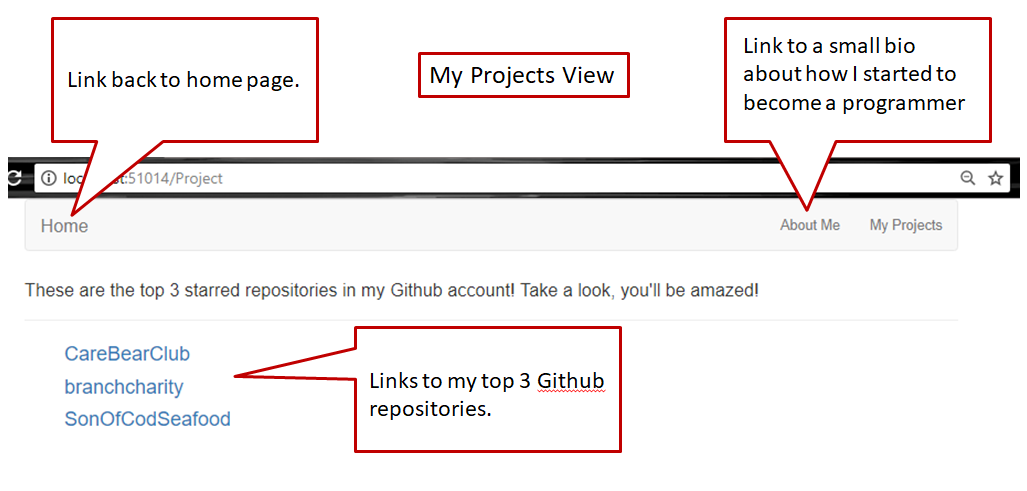 Link back to home page.
My Projects View
Link to a small bio
about how I started to
become a programmer
:51014/Project
Home
About Me
My Projects
These are the top 3 starred repositories in my Github account! Take a look, you'll be amazed!
CareBearClub
branchcharity
SonOfCodSeafood
Links to my top 3 Github
repositories.